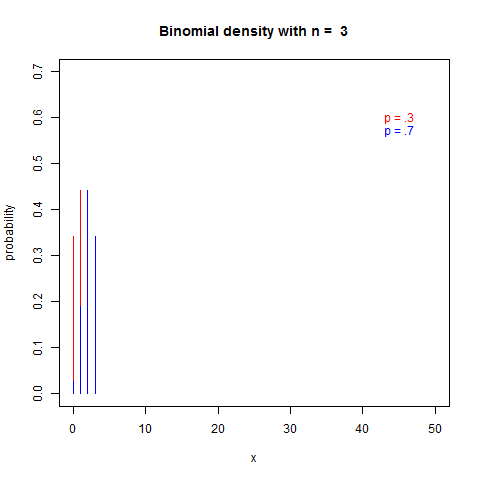 Binomial density with n =  3
probability
0.7
0.6
0.5
0.4
0.3
0.2
0.1
0.0
p = .3
p = .7
0 10 20 30 40 50
x